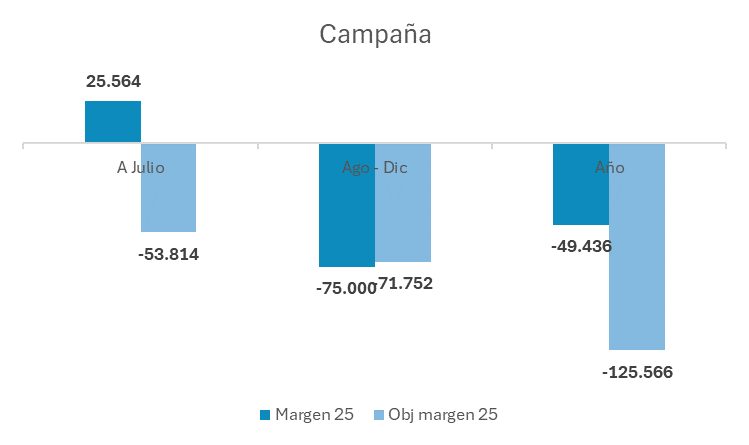 Campaña
25.564
A Julio
Ago - Dic
Año
-53.814
-75.000
-71.752
-49.436
-125.566
Margen 25
Obj margen 25